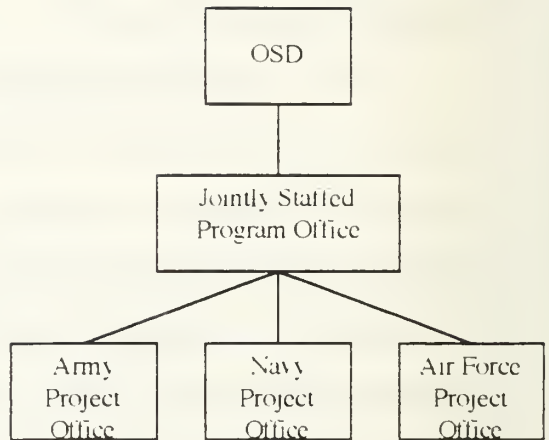 OSD
Jointly Staffed
Program Office
Army
Project
Office
Navy
Project
Office
Air Force
Project
Office